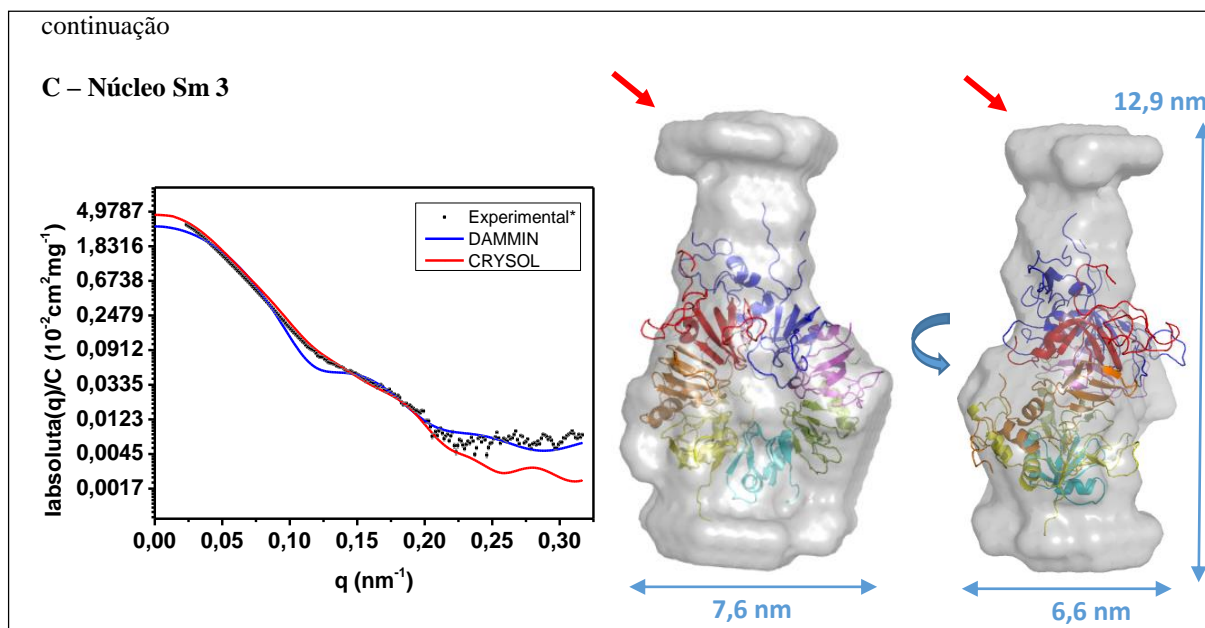 continuação
C – Núcleo Sm 3
12,9 nm
4,9787
1,8316
0,6738
0,2479
0,0912
0,0335
0,0123
0,0045
0,0017
Iabsoluta(q)/C (10⁻²cm²mg⁻¹)
Experimental*
DAMMIN
CRYSOL
0,00 0,05 0,10 0,15 0,20 0,25 0,30
q (nm⁻¹)
7,6 nm
6,6 nm